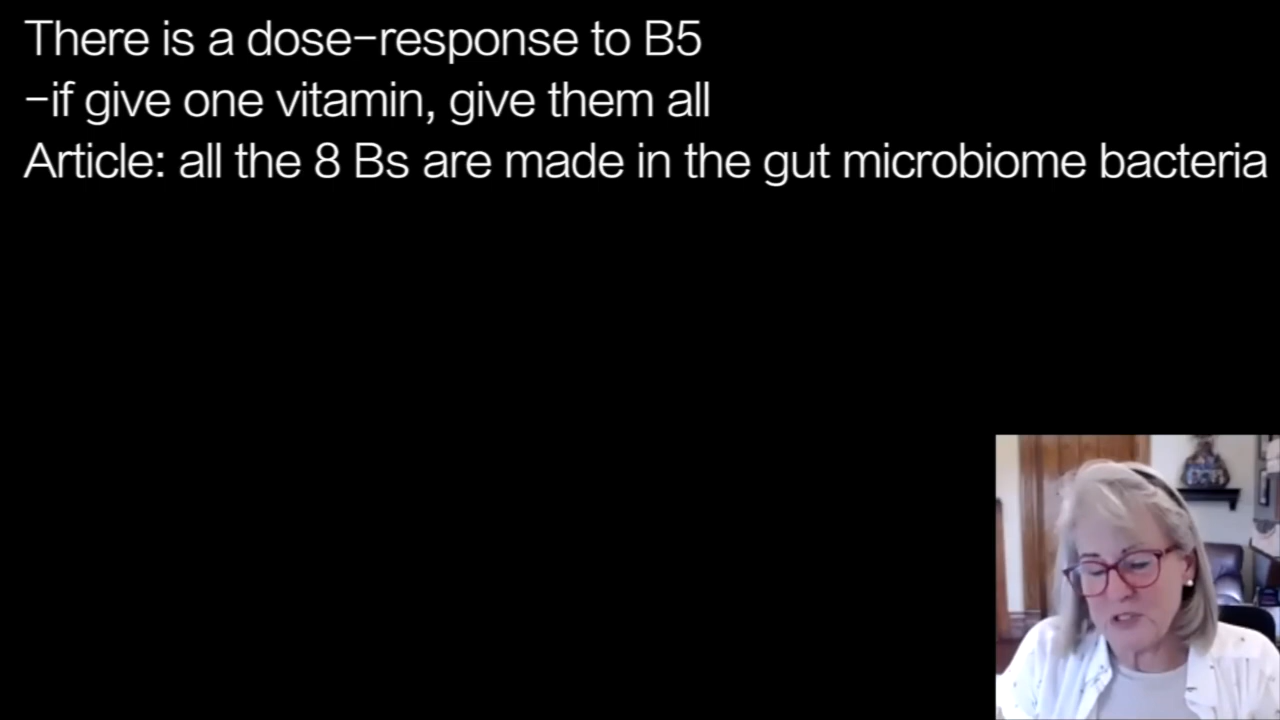 There is a dose-response to B5
-if give one vitamin, give them all
Article: all the 8 Bs are made in the gut microbiome bacteria